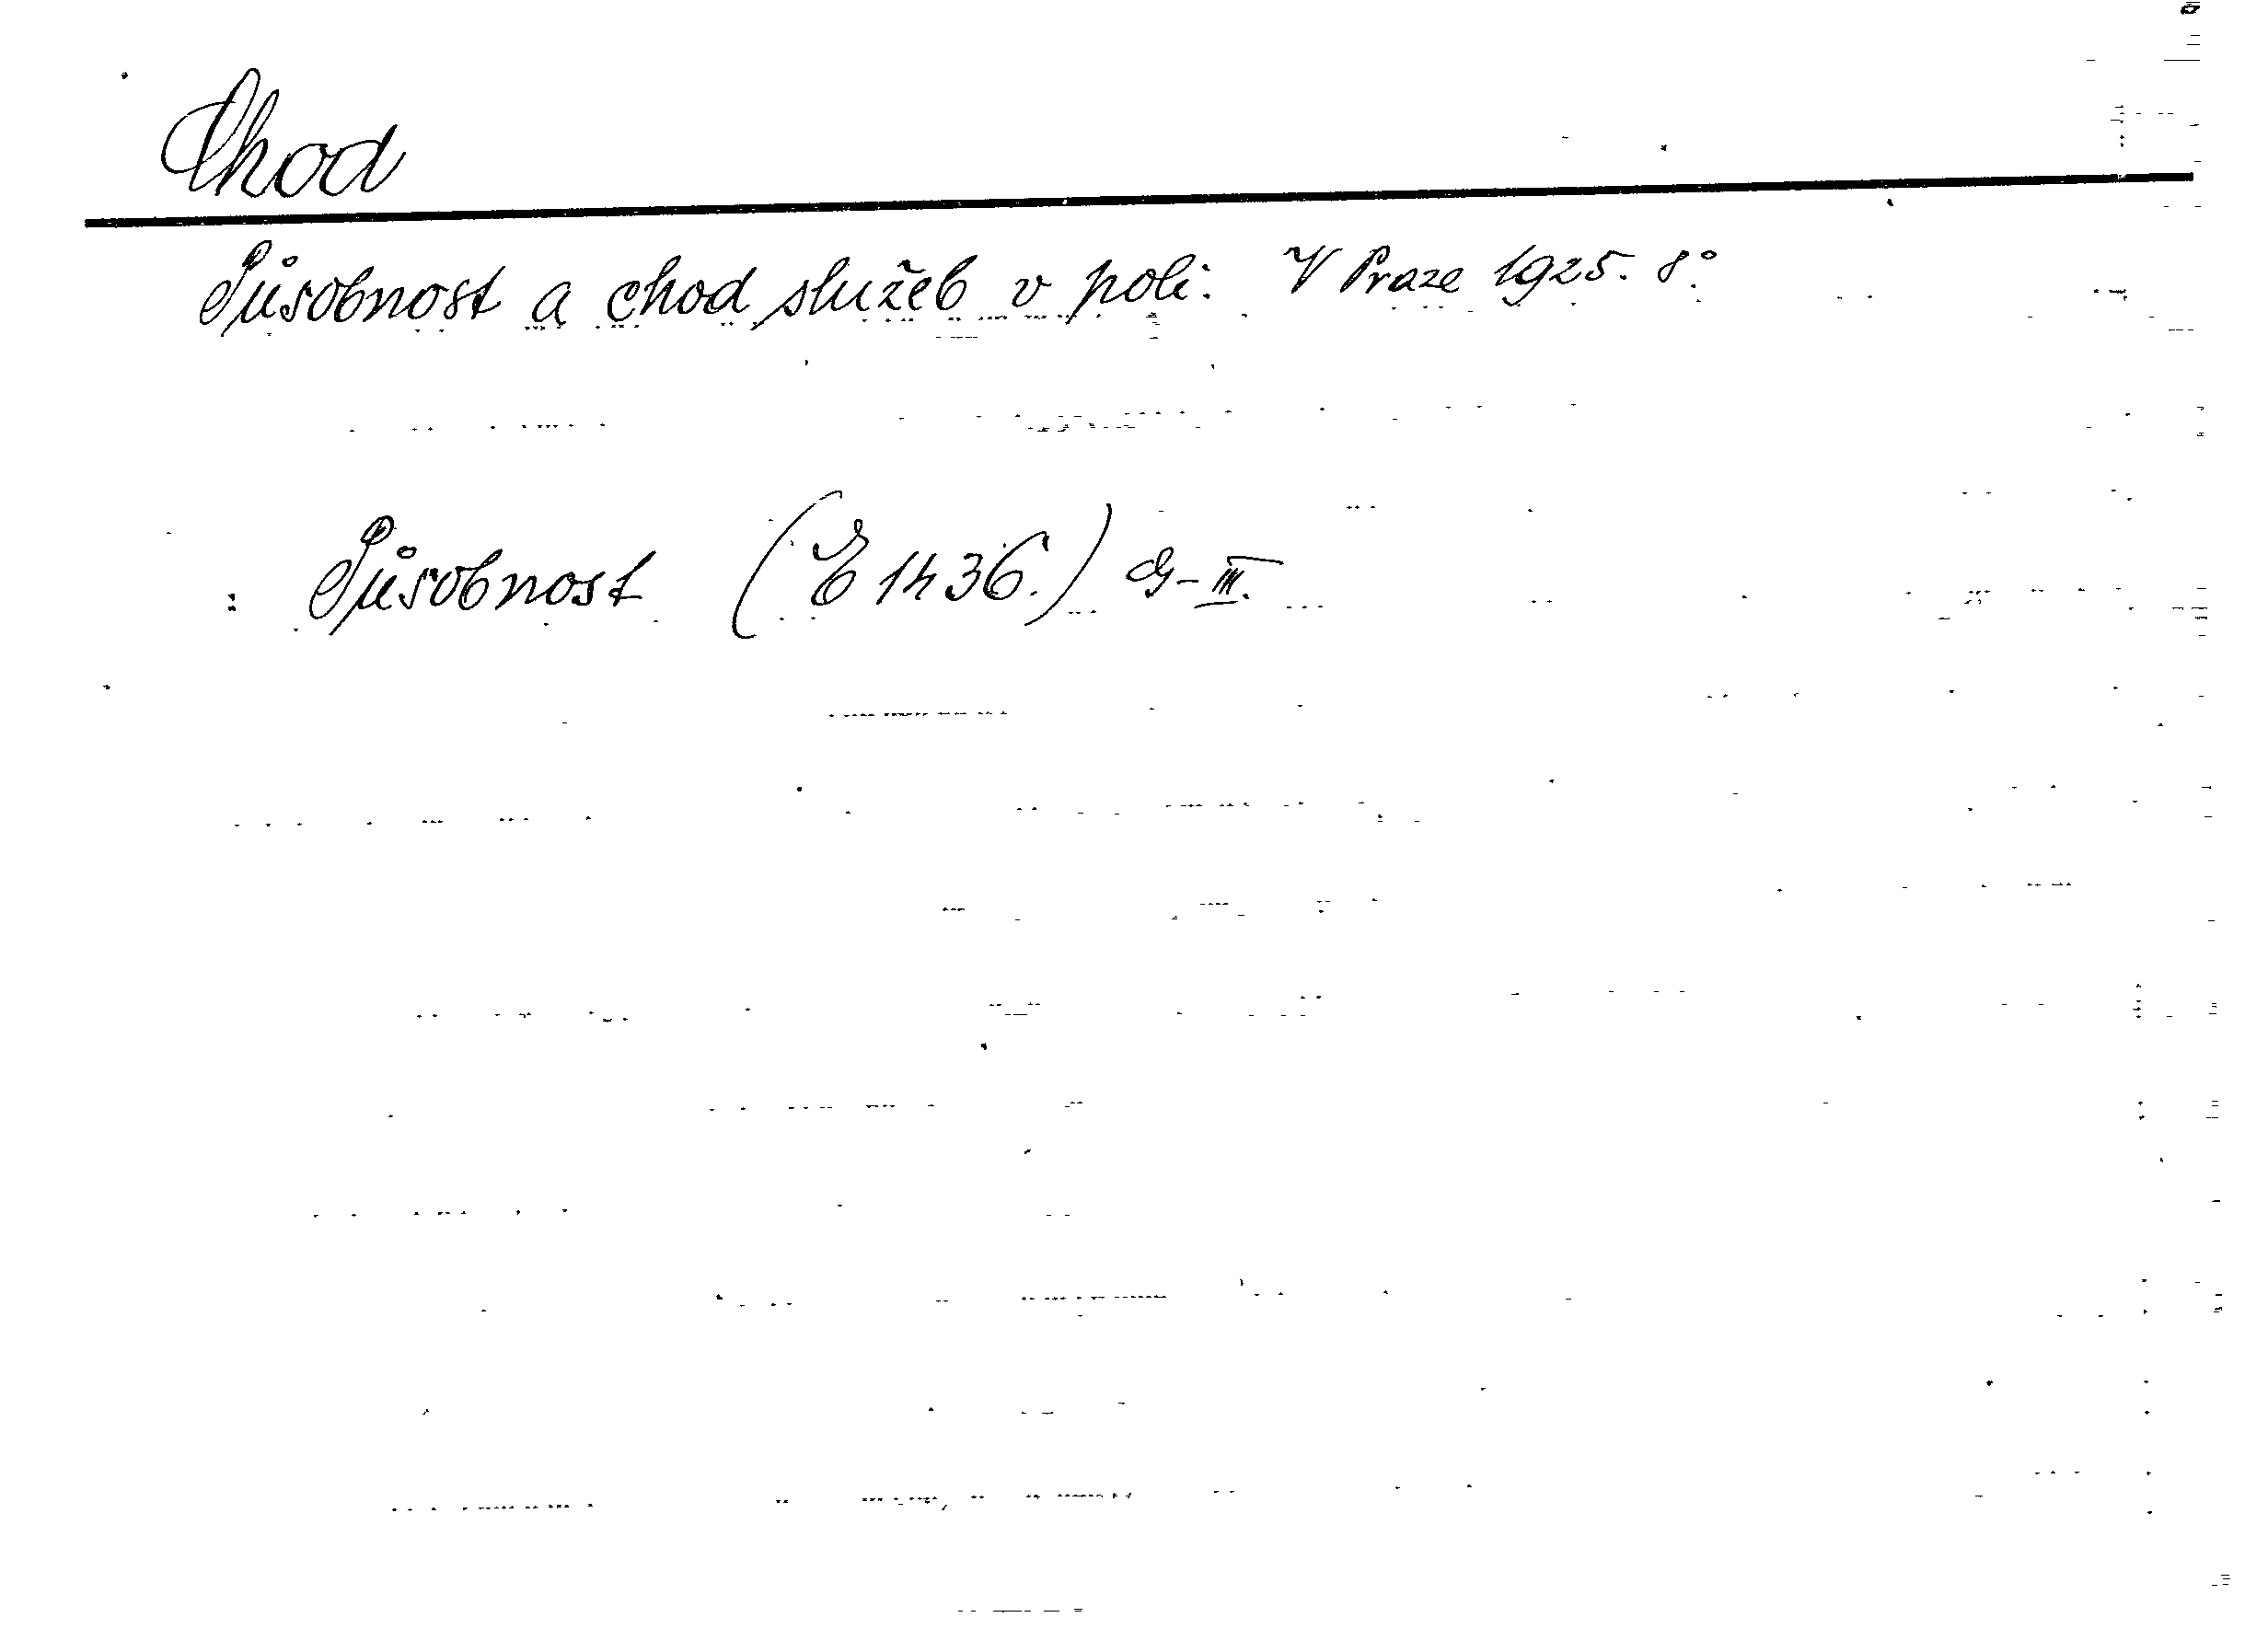 Chod
Působnost a chod služeb v poli. V Praze 1925. 8°.
: Působnost (E 1436.) G-III.